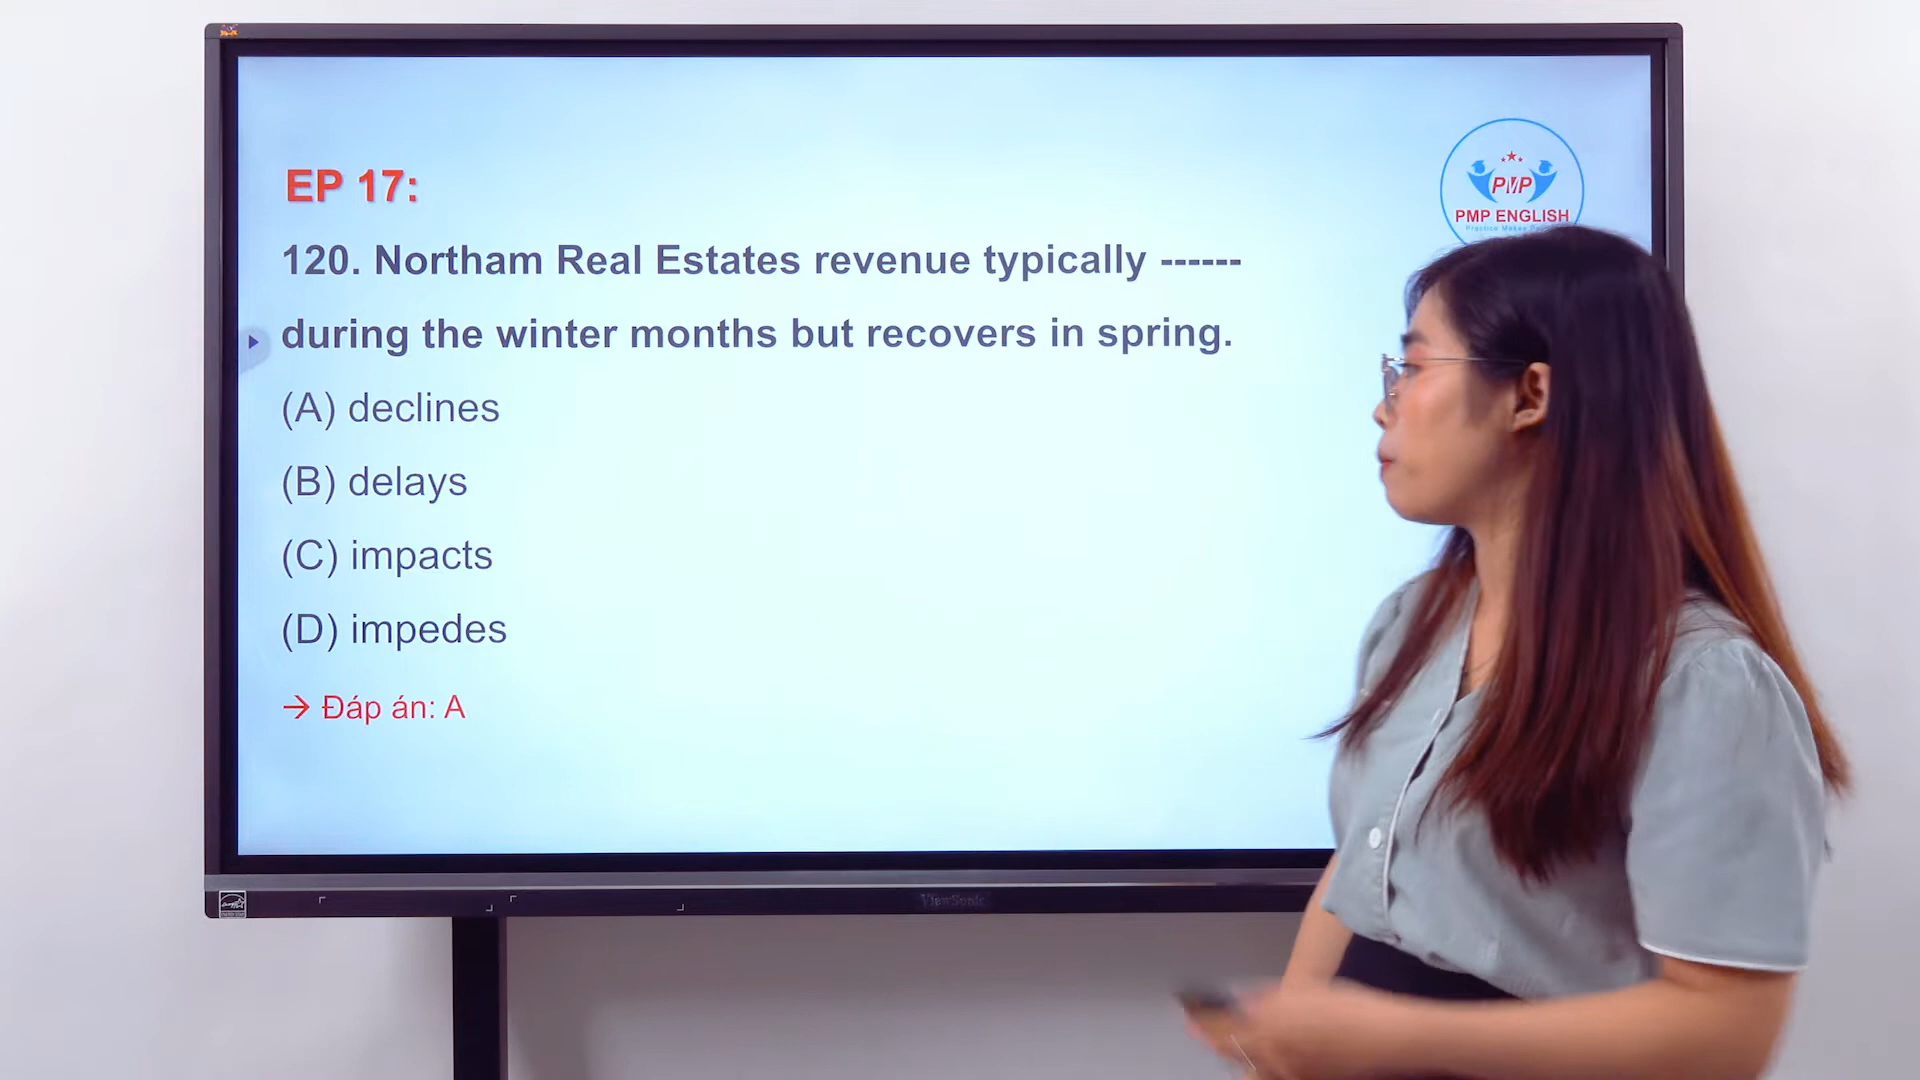 EP 17:
PMP
PMP ENGLISH
120. Northam Real Estates revenue typically ------
during the winter months but recovers in spring.
(A) declines
(B) delays
(C) impacts
(D) impedes
→ Đáp án: A
ViewSonic